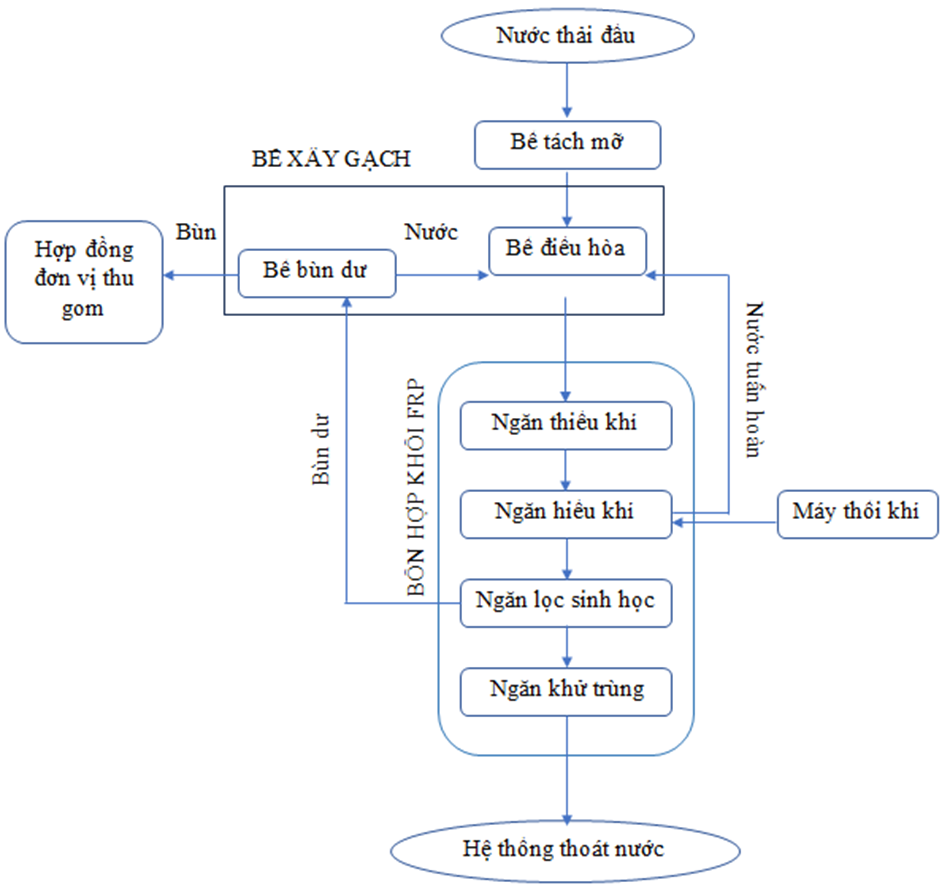 Nước thải đầu
Bể tách mỡ
BỂ XÂY GẠCH
Bùn
Nước
Hợp đồng
đơn vị thu
gom
Bể bùn dư
Bể điều hòa
Nước tuần hoàn
Bùn dư
BỒN HỢP KHỐI FRP
Ngăn thiếu khí
Ngăn hiếu khí
Máy thổi khí
Ngăn lọc sinh học
Ngăn khử trùng
Hệ thống thoát nước